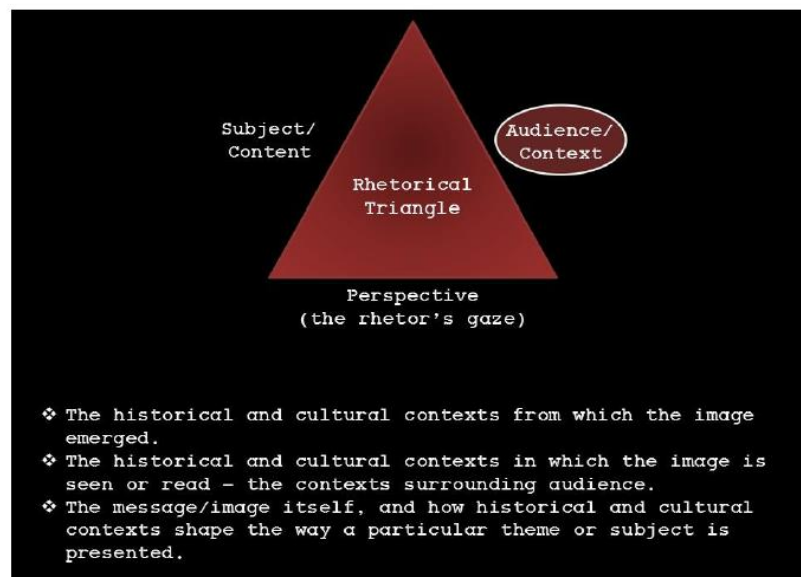 Subject/
Content
Audience/
Context
Rhetorical
Triangle
Perspective
(the rhetor's gaze)
❖ The historical and cultural contexts from which the image
emerged.
❖ The historical and cultural contexts in which the image is
seen or read – the contexts surrounding audience.
❖ The message/image itself, and how historical and cultural
contexts shape the way a particular theme or subject is
presented.